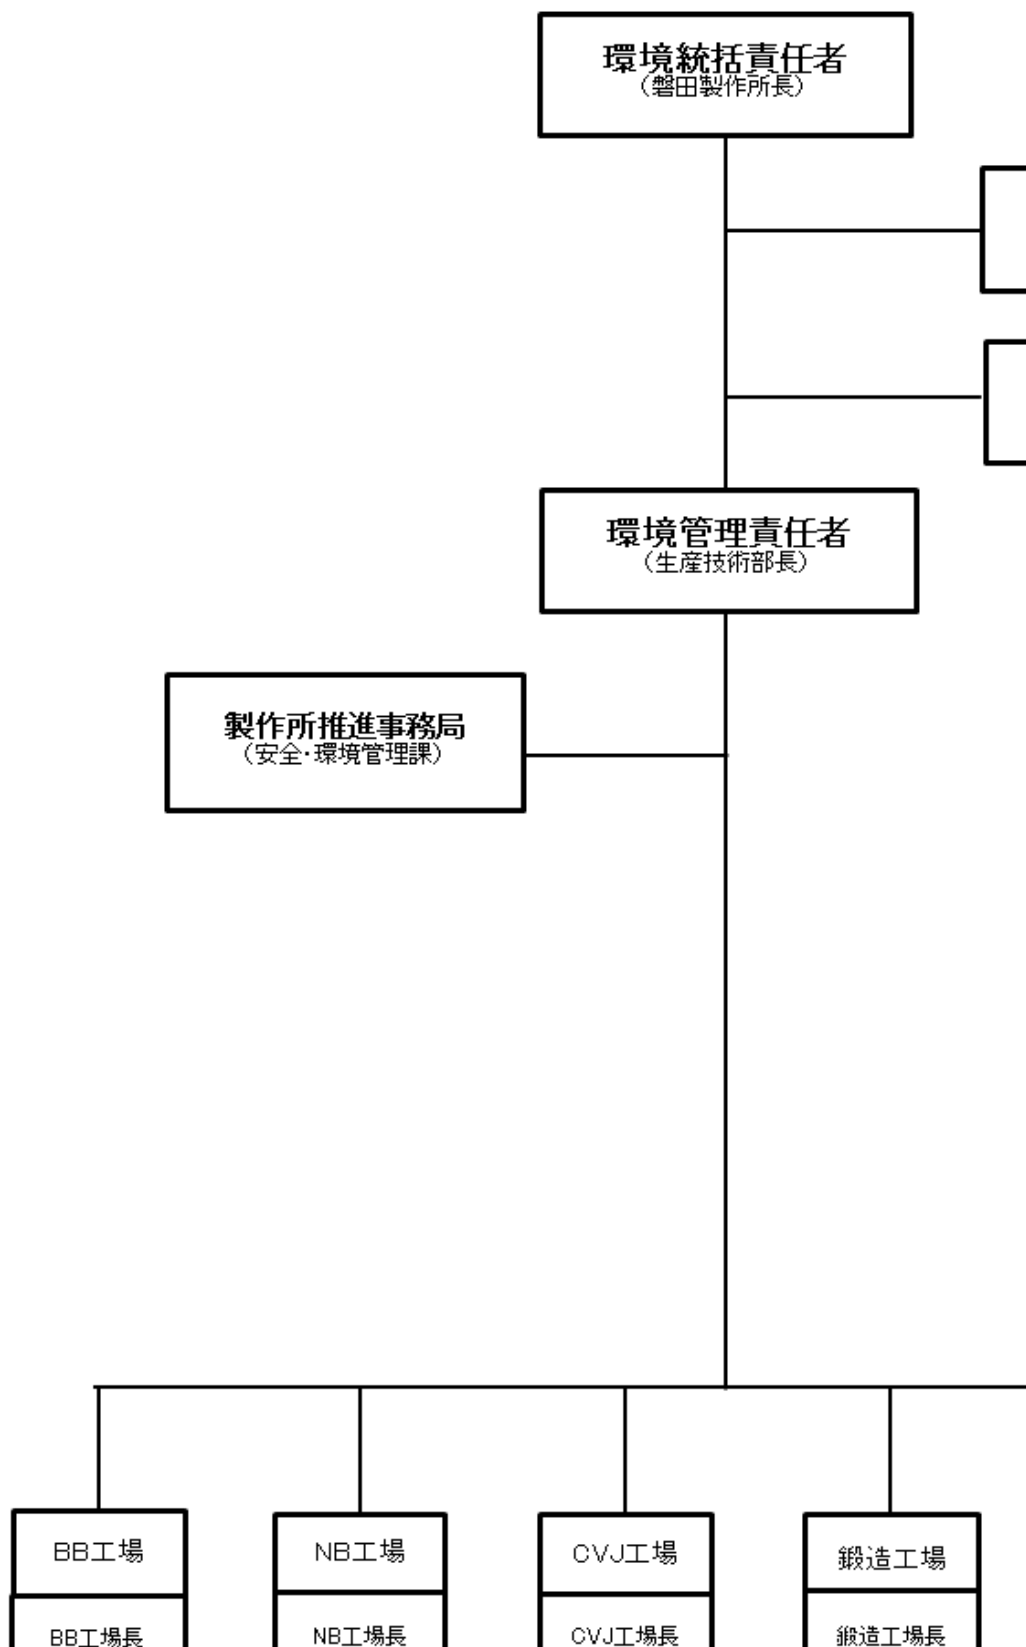 環境統括責任者
（磐田製作所長）
環境管理責任者
（生産技術部長）
製作所推進事務局
（安全・環境管理課）
BB工場
NB工場
CVJ工場
鍛造工場
BB工場長
NB工場長
CVJ工場長
鍛造工場長